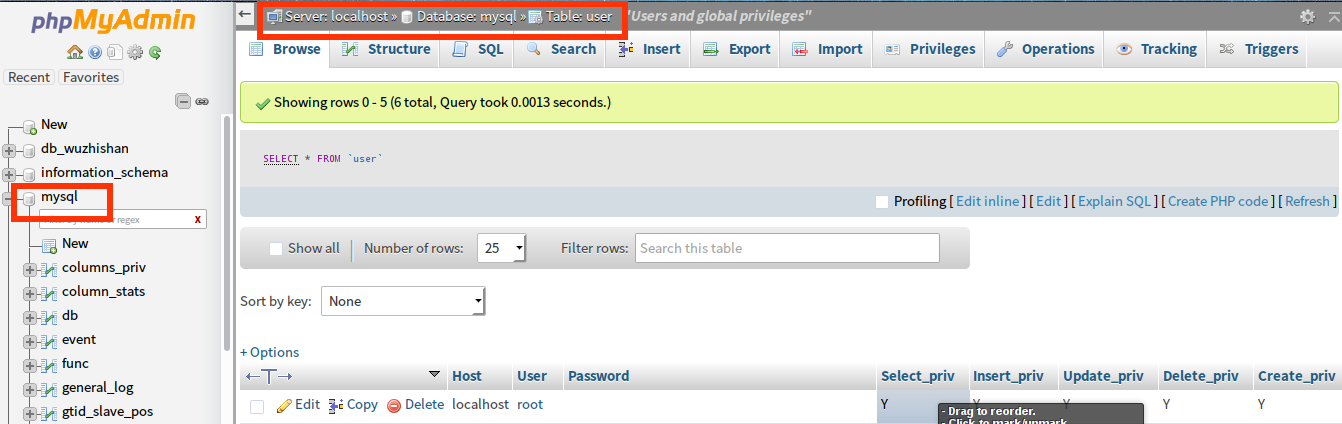 phpMyAdmin
Recent Favorites
New
db_wuzhishan
information_schema
mysql
X
New
columns_priv
column_stats
db
event
func
general_log
gtid_slave_pos
Server: localhost » Database: mysql » Table: user "Users and global privileges"
Browse Structure SQL Search Insert Export Import Privileges Operations Tracking Triggers
Showing rows 0 - 5 (6 total, Query took 0.0013 seconds.)
SELECT * FROM `user`
Profiling [ Edit inline ] [ Edit ] [ Explain SQL ] [ Create PHP code ] [ Refresh ]
Show all Number of rows: 25 Filter rows: Search this table
Sort by key: None
+ Options
←T→ Host User Password Select_priv Insert_priv Update_priv Delete_priv Create_priv
Edit Copy Delete localhost root Y Y Y Y Y
- Drag to reorder.
- Click to mark/unmark